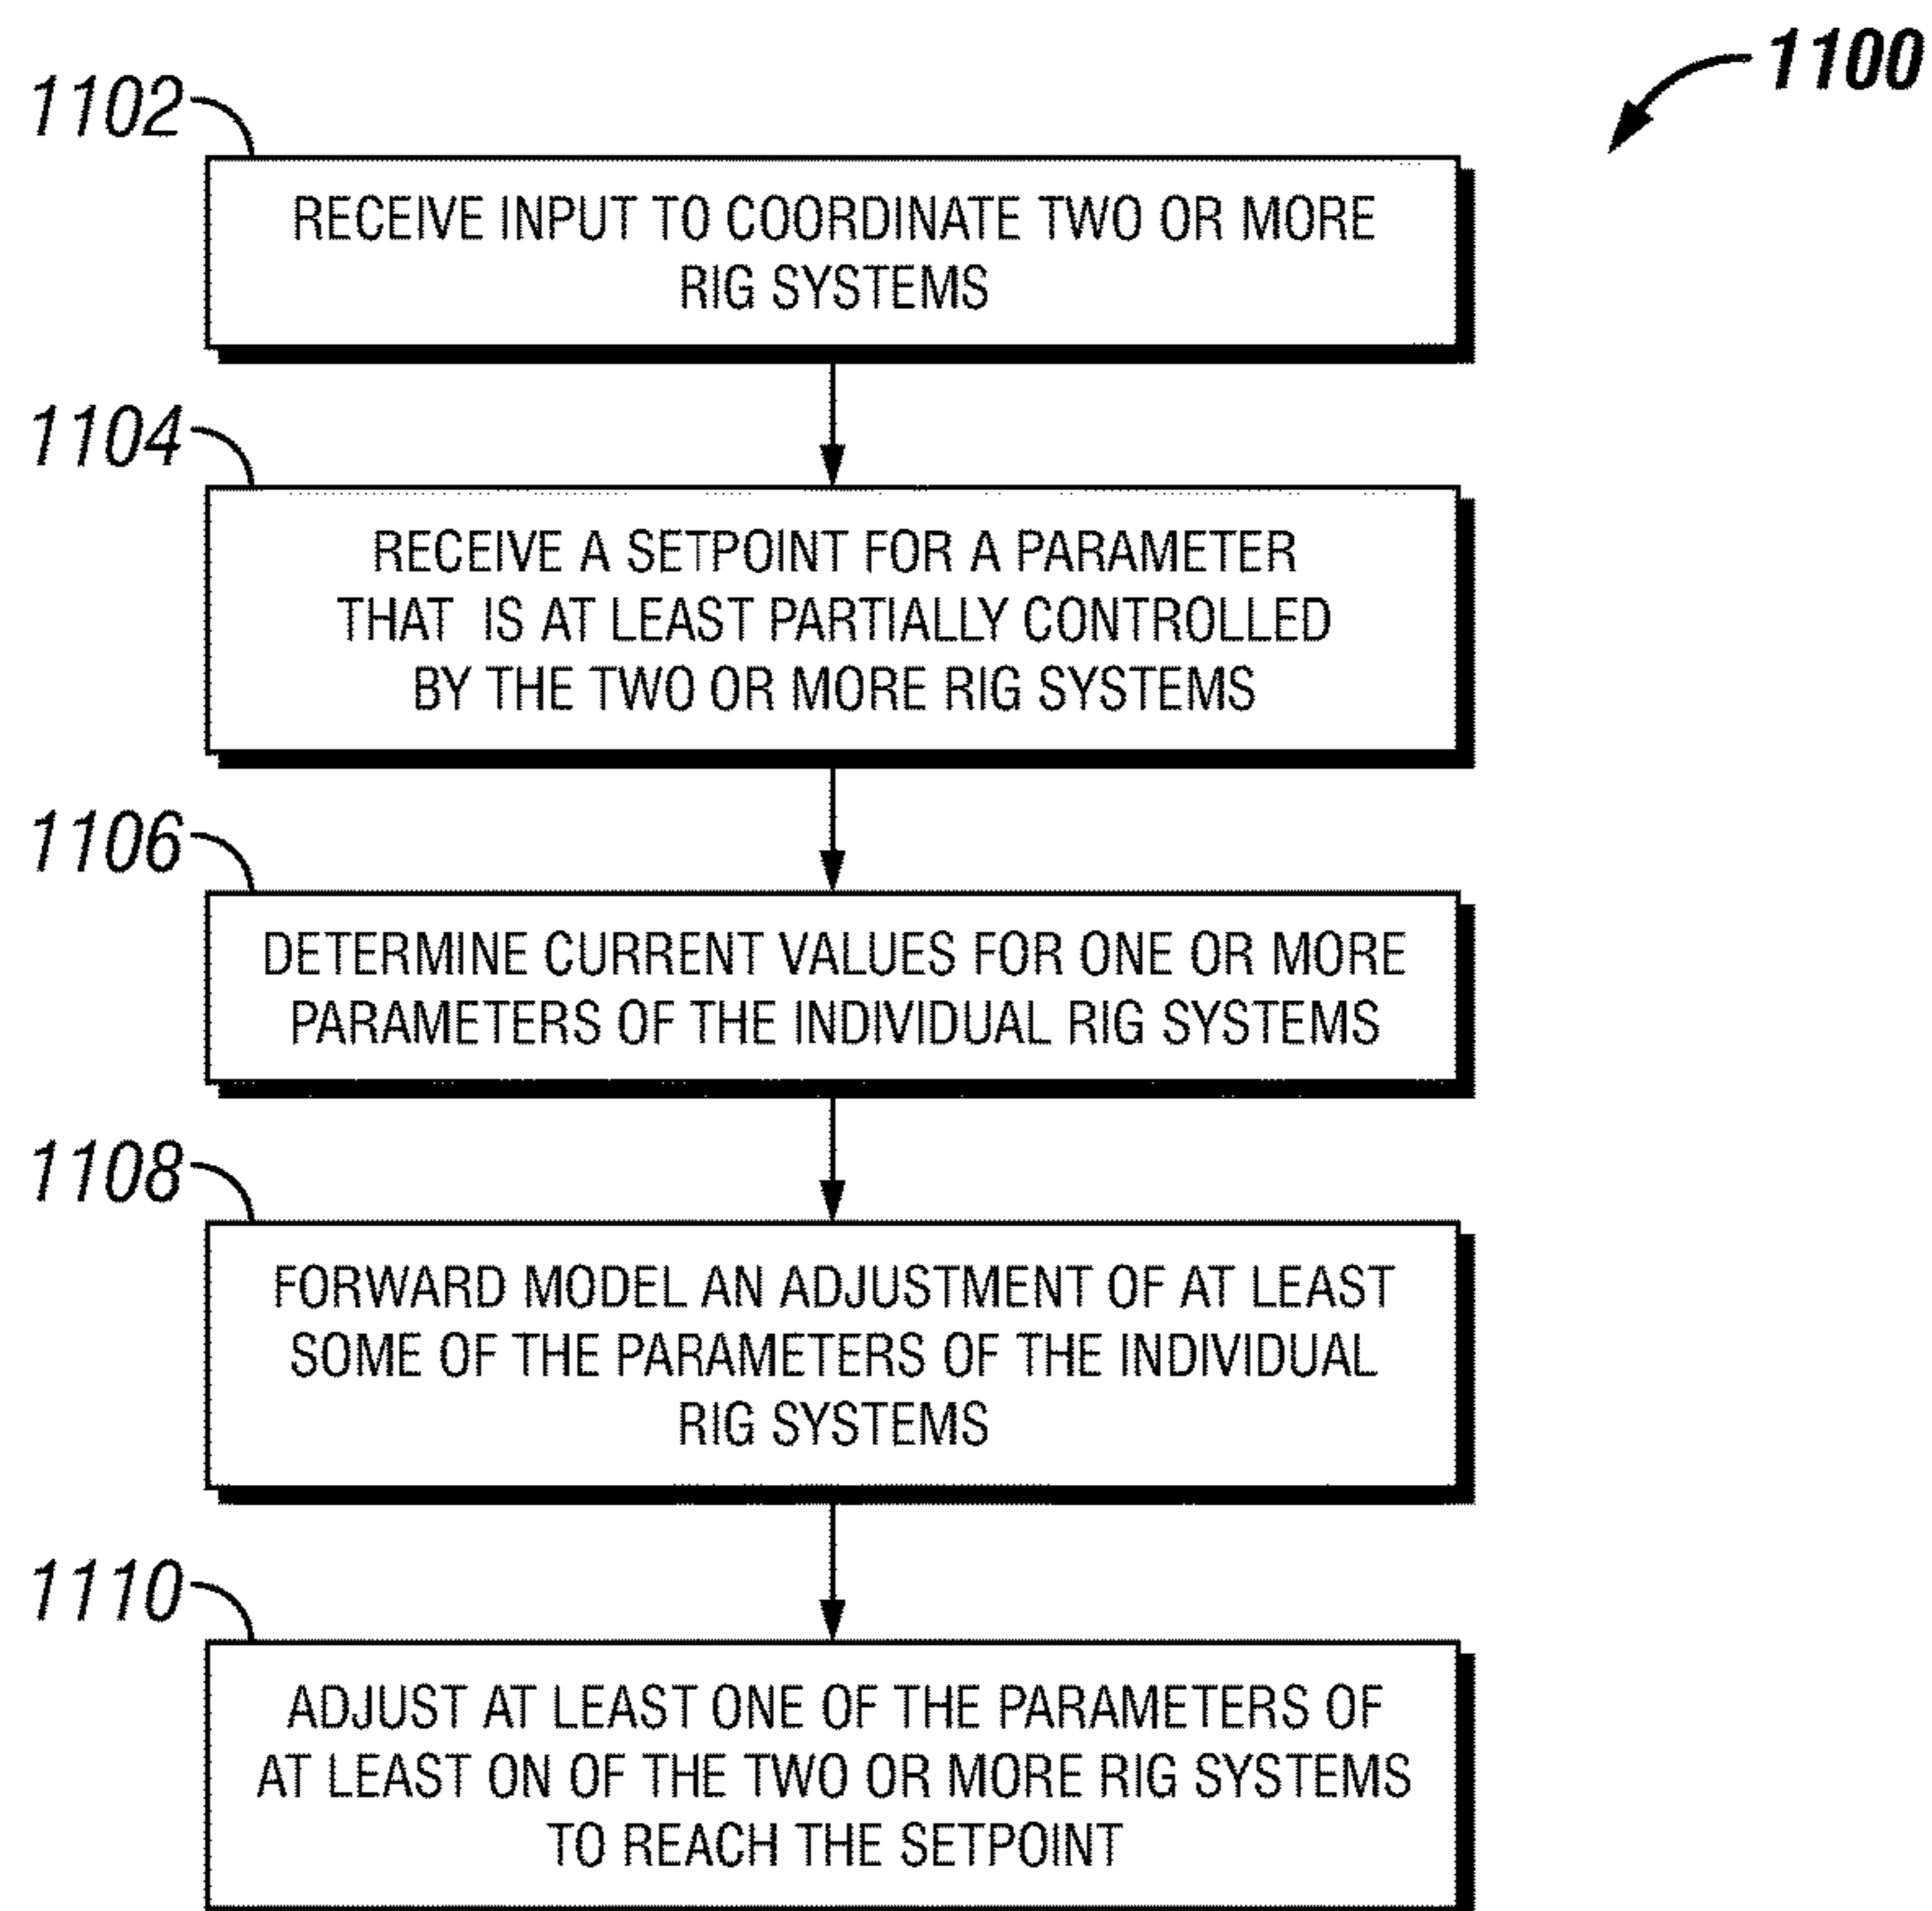 1100
1102
RECEIVE INPUT TO COORDINATE TWO OR MORE
RIG SYSTEMS
1104
RECEIVE A SETPOINT FOR A PARAMETER
THAT IS AT LEAST PARTIALLY CONTROLLED
BY THE TWO OR MORE RIG SYSTEMS
1106
DETERMINE CURRENT VALUES FOR ONE OR MORE
PARAMETERS OF THE INDIVIDUAL RIG SYSTEMS
1108
FORWARD MODEL AN ADJUSTMENT OF AT LEAST
SOME OF THE PARAMETERS OF THE INDIVIDUAL
RIG SYSTEMS
1110
ADJUST AT LEAST ONE OF THE PARAMETERS OF
AT LEAST ON OF THE TWO OR MORE RIG SYSTEMS
TO REACH THE SETPOINT